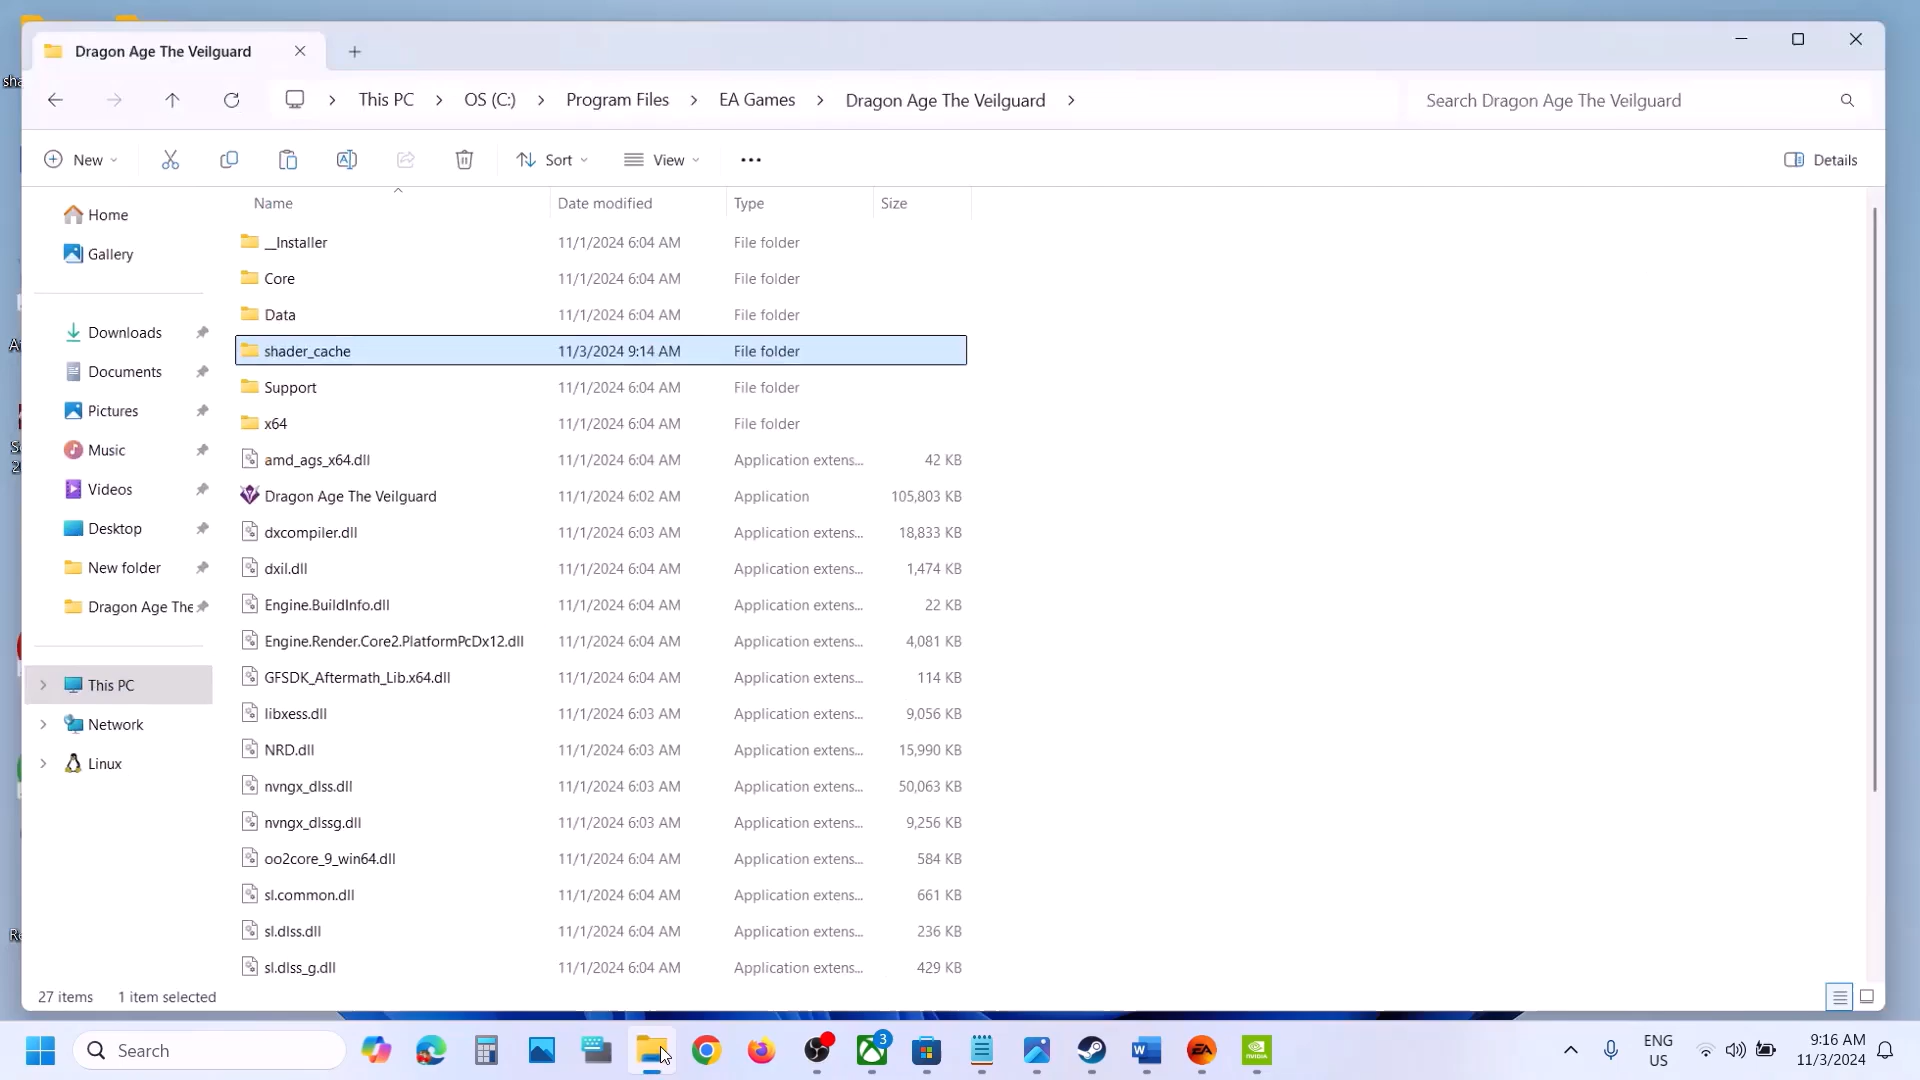 Dragon Age The Veilguard
This PC
OS (C:)
Program Files
EA Games
Dragon Age The Veilguard
Search Dragon Age The Veilguard
New
Sort
View
Details
Name Date modified Type Size
Home
Gallery
Downloads
Documents
Pictures
Music
Videos
Desktop
New folder
Dragon Age The
This PC
Network
Linux
__Installer 11/1/2024 6:04 AM File folder
Core 11/1/2024 6:04 AM File folder
Data 11/1/2024 6:04 AM File folder
shader_cache 11/3/2024 9:14 AM File folder
Support 11/1/2024 6:04 AM File folder
x64 11/1/2024 6:04 AM File folder
amd_ags_x64.dll 11/1/2024 6:04 AM Application extens... 42 KB
Dragon Age The Veilguard 11/1/2024 6:02 AM Application 105,803 KB
dxcompiler.dll 11/1/2024 6:03 AM Application extens... 18,833 KB
dxil.dll 11/1/2024 6:04 AM Application extens... 1,474 KB
Engine.BuildInfo.dll 11/1/2024 6:04 AM Application extens... 22 KB
Engine.Render.Core2.PlatformPcDx12.dll 11/1/2024 6:04 AM Application extens... 4,081 KB
GFSDK_Aftermath_Lib.x64.dll 11/1/2024 6:04 AM Application extens... 114 KB
libxess.dll 11/1/2024 6:03 AM Application extens... 9,056 KB
NRD.dll 11/1/2024 6:03 AM Application extens... 15,990 KB
nvngx_dlss.dll 11/1/2024 6:03 AM Application extens... 50,063 KB
nvngx_dlssg.dll 11/1/2024 6:03 AM Application extens... 9,256 KB
oo2core_9_win64.dll 11/1/2024 6:04 AM Application extens... 584 KB
sl.common.dll 11/1/2024 6:04 AM Application extens... 661 KB
sl.dlss.dll 11/1/2024 6:04 AM Application extens... 236 KB
sl.dlss_g.dll 11/1/2024 6:04 AM Application extens... 429 KB
27 items 1 item selected
Search
3
ENG
US
9:16 AM
11/3/2024